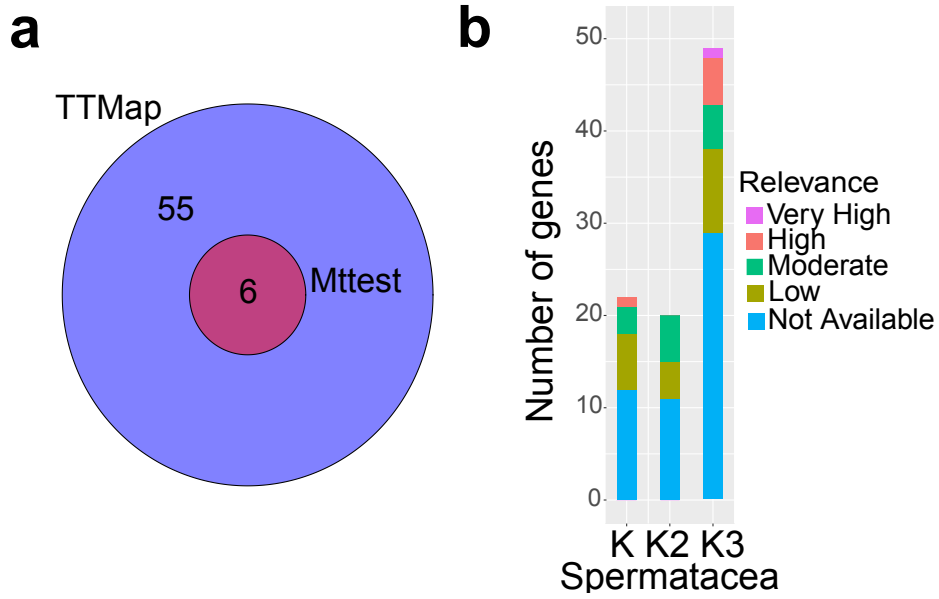 a
TTMap
55
6
Mttest
b
Number of genes
50
40
30
20
10
0
K K2 K3
Spermatacea
Relevance
Very High
High
Moderate
Low
Not Available